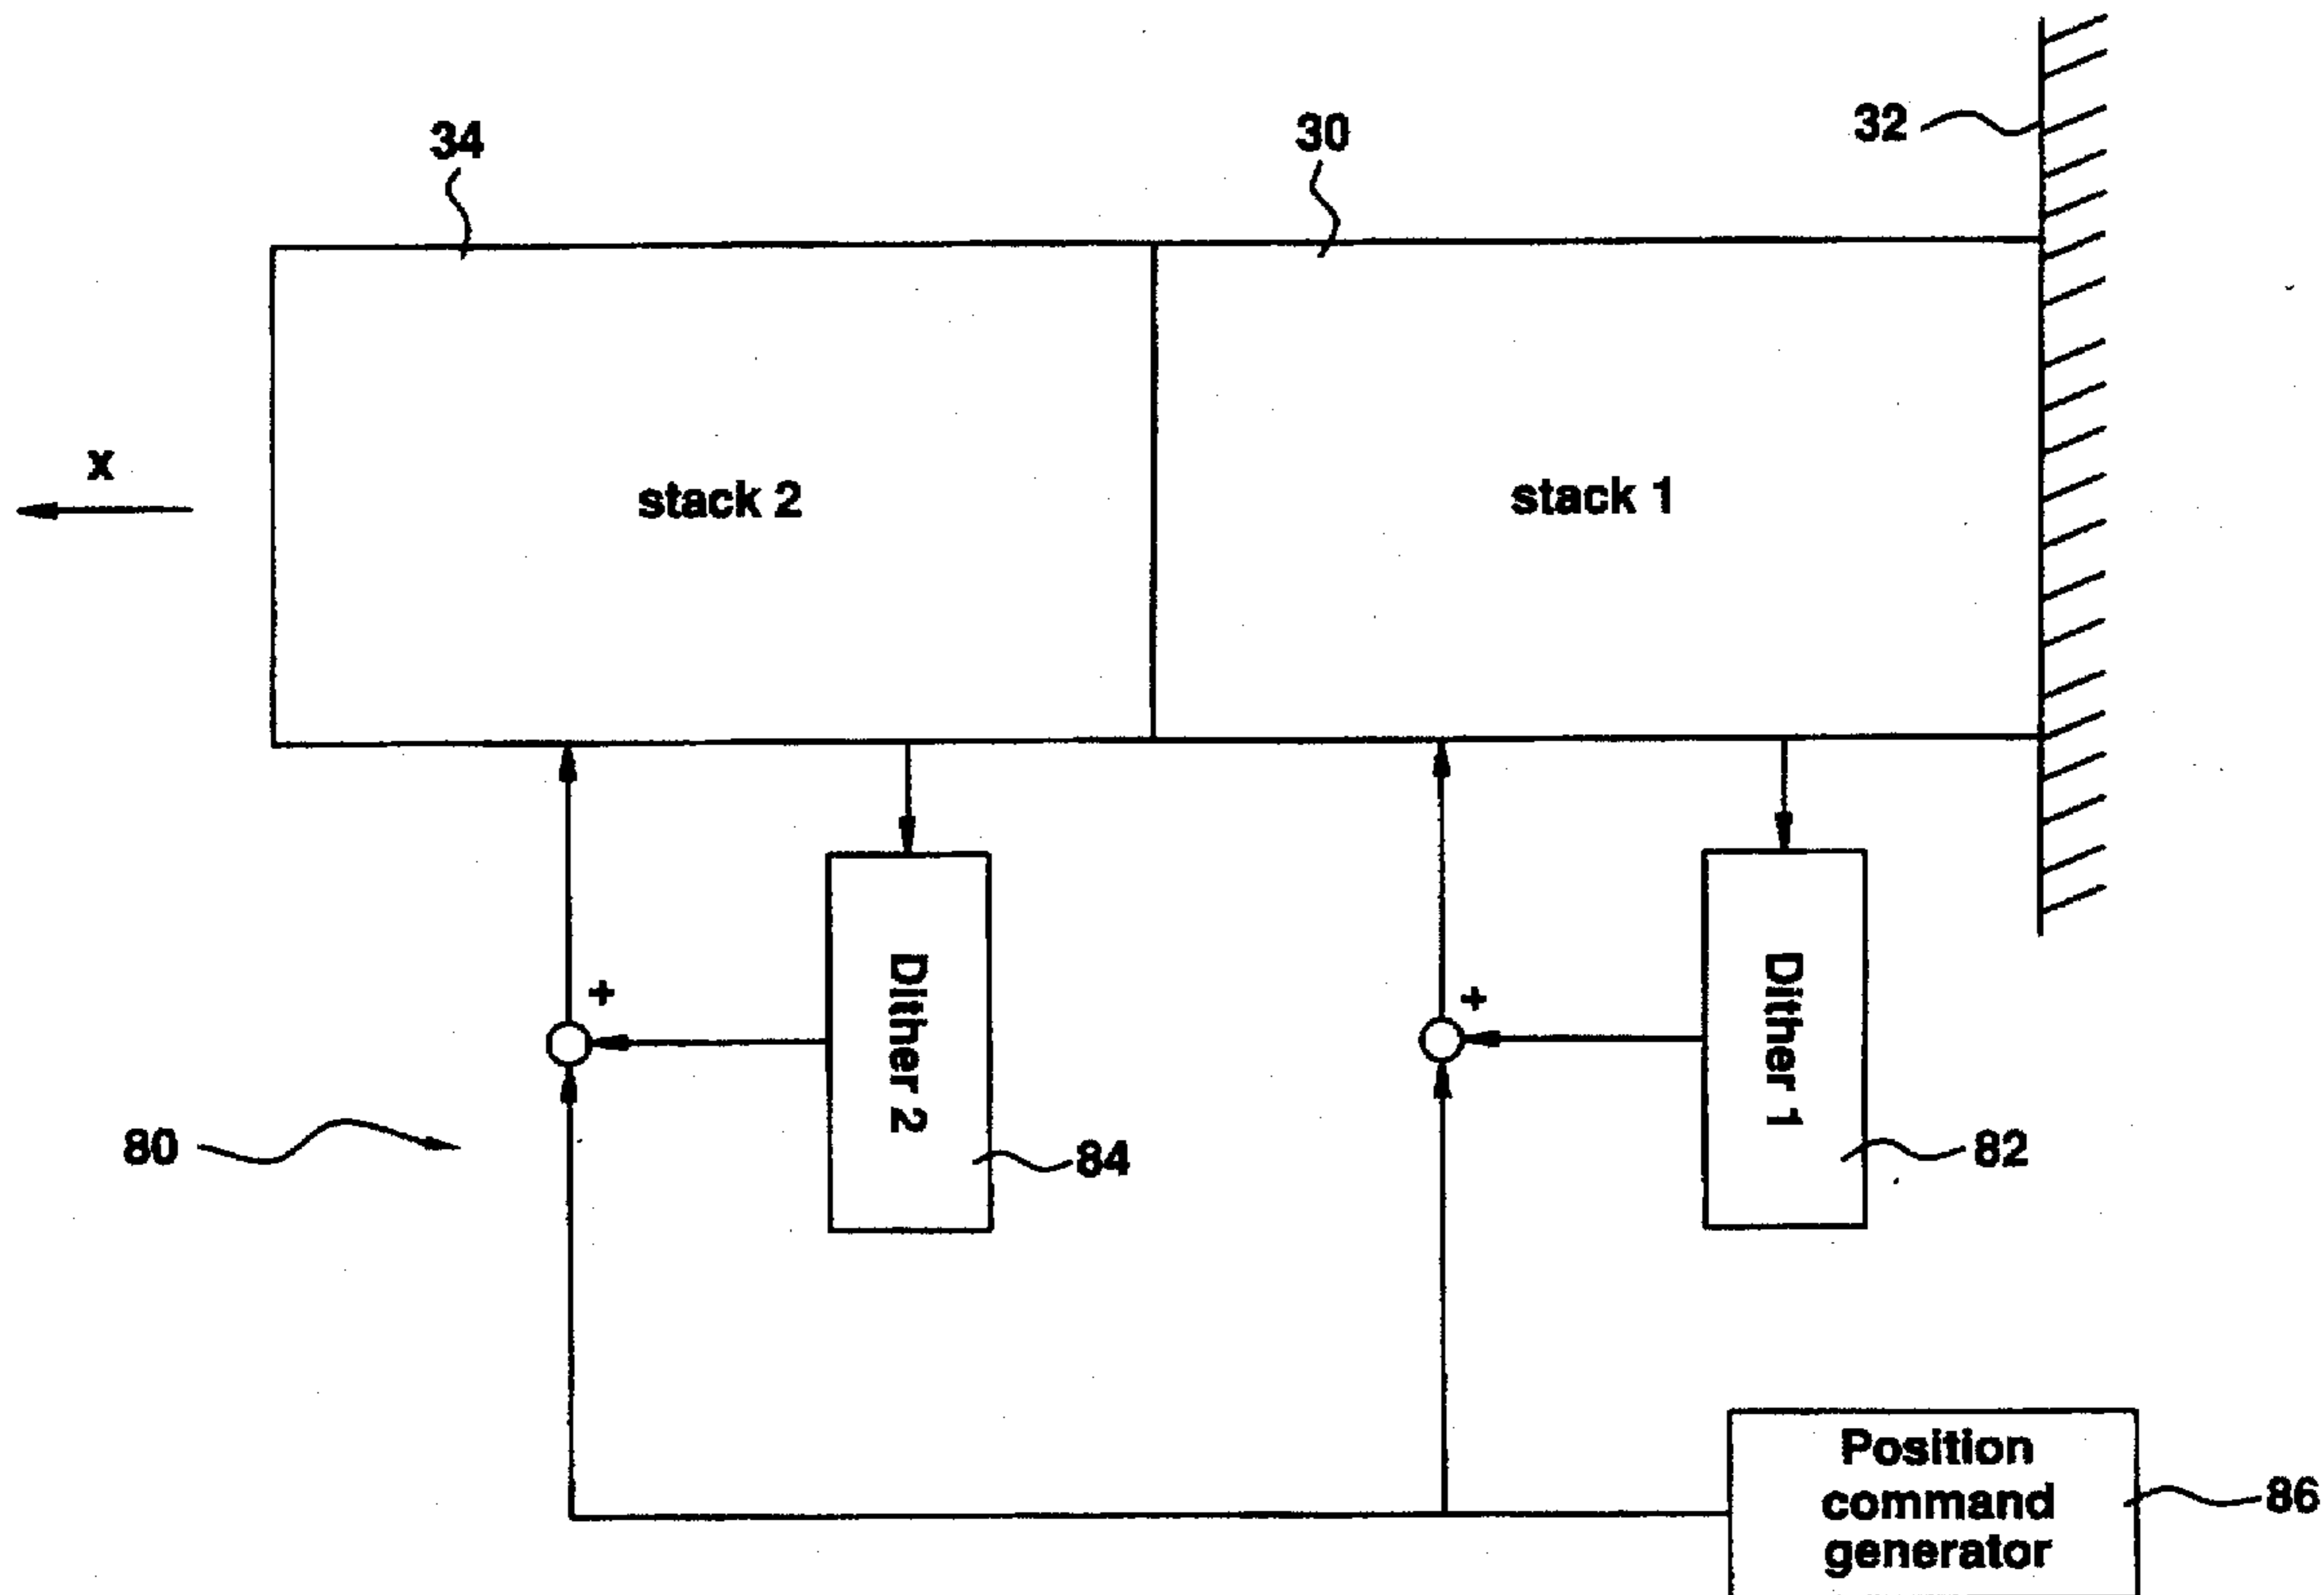 32
34
30
x
stack 2
stack 1
+
+
Dither 2
Dither 1
80
84
82
Position
command
generator
86